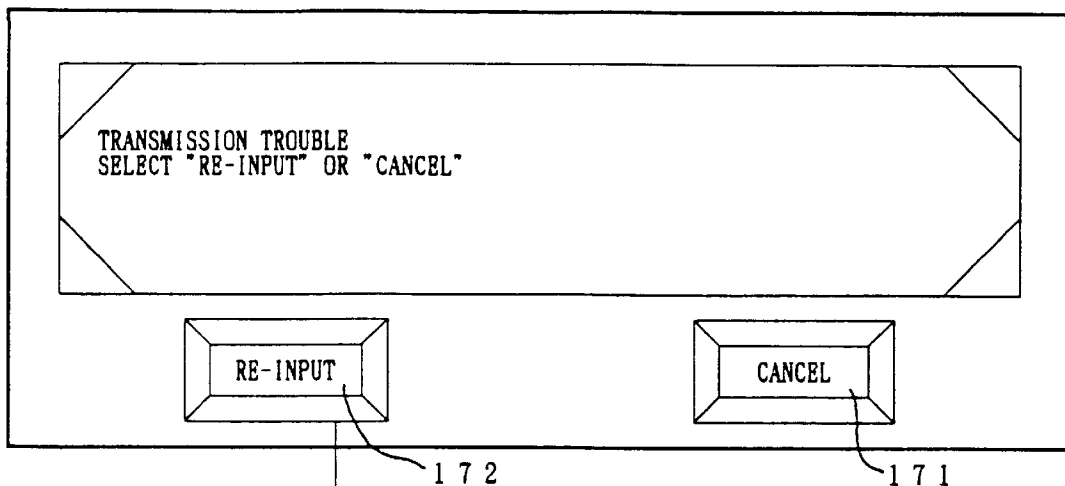 TRANSMISSION TROUBLE
SELECT "RE-INPUT" OR "CANCEL"
RE-INPUT
CANCEL
172
171